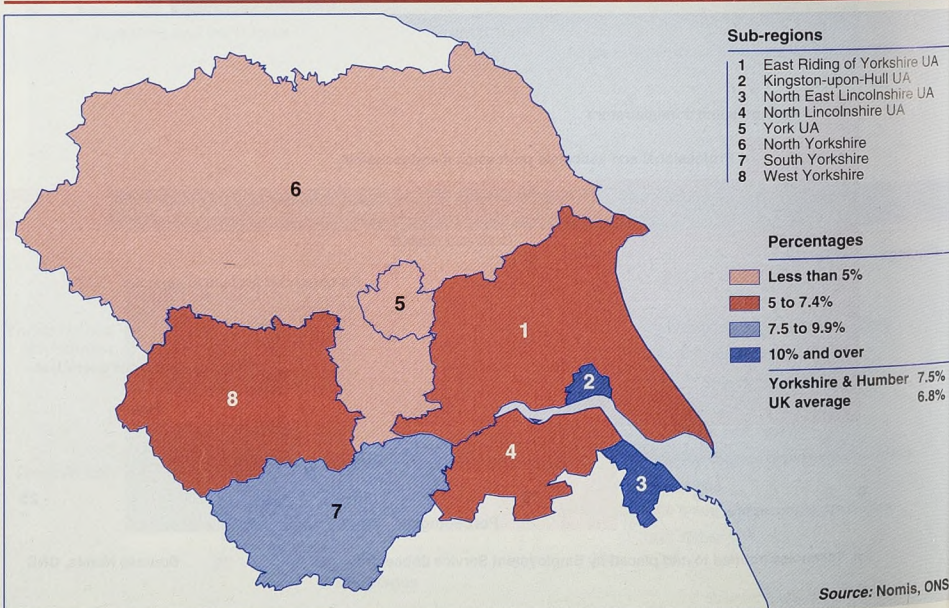 Sub-regions
1 East Riding of Yorkshire UA
2 Kingston-upon-Hull UA
3 North East Lincolnshire UA
4 North Lincolnshire UA
5 York UA
6 North Yorkshire
7 South Yorkshire
8 West Yorkshire
6
5
1
8
2
4
3
7
Percentages
Less than 5%
5 to 7.4%
7.5 to 9.9%
10% and over
Yorkshire & Humber 7.5%
UK average 6.8%
Source: Nomis, ONS